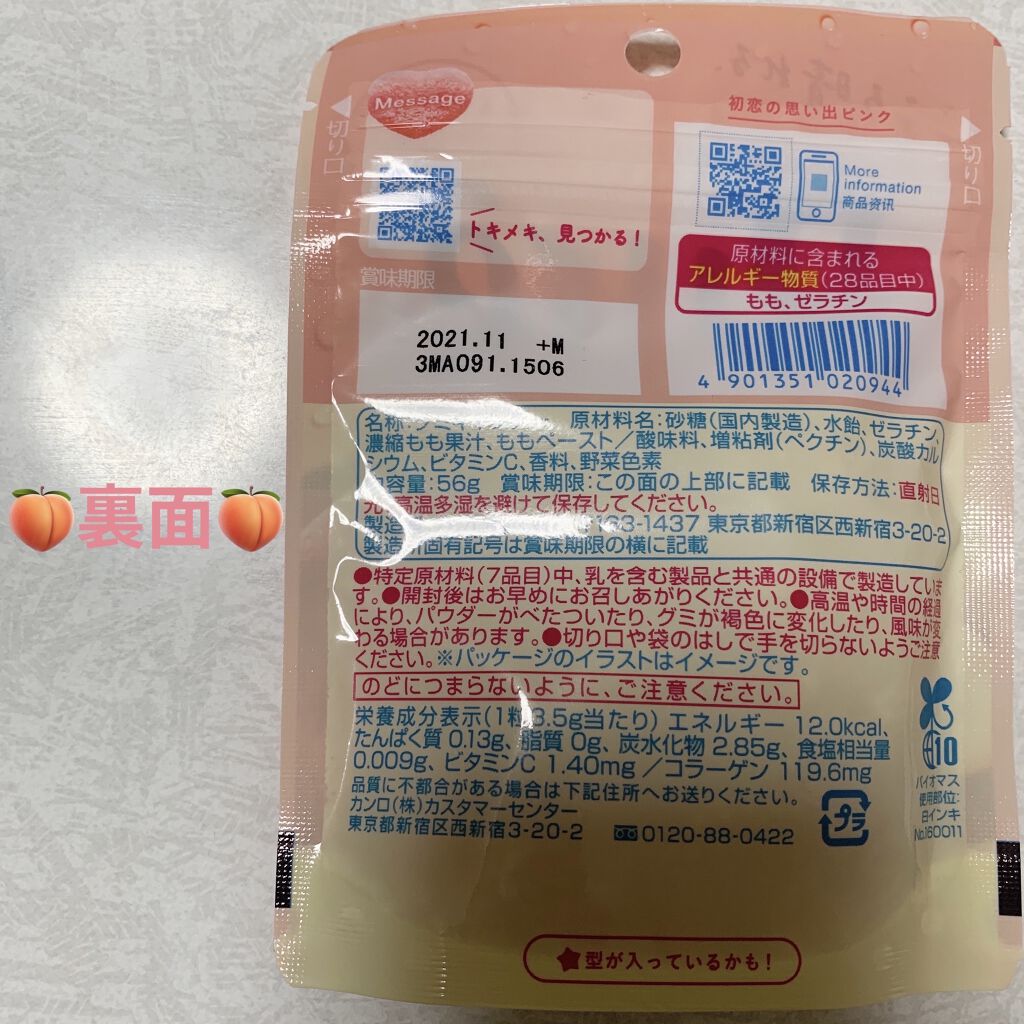 Message
切り口
トキメキ、見つかる!
初恋の思い出ピンク
More
information
商品资讯
切り口
原材料に含まれる
アレルギー物質(28品目中)
もも、ゼラチン
賞味期限
2021.11 +M
3MA091.1506
4 901351 020944
名称: 原材料名:砂糖(国内製造)、水飴、ゼラチン、
濃縮もも果汁、ももペースト/酸味料、増粘剤(ペクチン)、炭酸カル
シウム、ビタミンC、香料、野菜色素
内容量:56g 賞味期限:この面の上部に記載 保存方法:直射日
光・高温多湿を避けて保存してください。
製造 163-1437 東京都新宿区西新宿3-20-2
製造所固有記号は賞味期限の横に記載
🍑裏面🍑
●特定原材料(7品目)中、乳を含む製品と共通の設備で製造していま
す。●開封後はお早めにお召しあがりください。●高温や時間の経過
により、パウダーがべたついたり、グミが褐色に変化したり、風味が変
わる場合があります。●切り口や袋のはしで手を切らないようご注意
ください。※パッケージのイラストはイメージです。
のどにつまらないように、ご注意ください。
栄養成分表示(1粒3.5g当たり) エネルギー 12.0kcal、
たんぱく質 0.13g、脂質 0g、炭水化物 2.85g、食塩相当量
0.009g、ビタミンC 1.40mg/コラーゲン 119.6mg
品質に不都合がある場合は下記住所へお送りください。
カンロ(株)カスタマーセンター
東京都新宿区西新宿3-20-2 0120-88-0422
プラ
10
バイオマス
使用部位:
白インキ
No.160011
型が入っているかも!